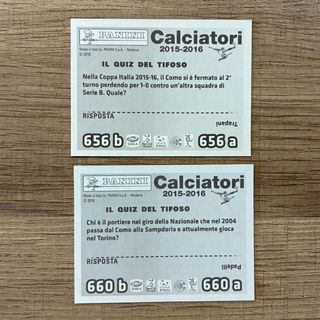 PANINI
Calciatori
2015-2016
Made in Italy by PANINI S.p.A. - Modena
© 2016
IL QUIZ DEL TIFOSO
Nella Coppa Italia 2015-16, il Como si è fermato al 2°
turno perdendo per 1-0 contro un'altra squadra di
Serie B. Quale?
RISPOSTA
Trapani
656 b
656 a
PANINI
Calciatori
2015-2016
Made in Italy by PANINI S.p.A. - Modena
© 2016
IL QUIZ DEL TIFOSO
Chi è il portiere nel giro della Nazionale che nel 2004
passa dal Como alla Sampdoria e attualmente gioca
nel Torino?
RISPOSTA
Padelli
660 b
660 a